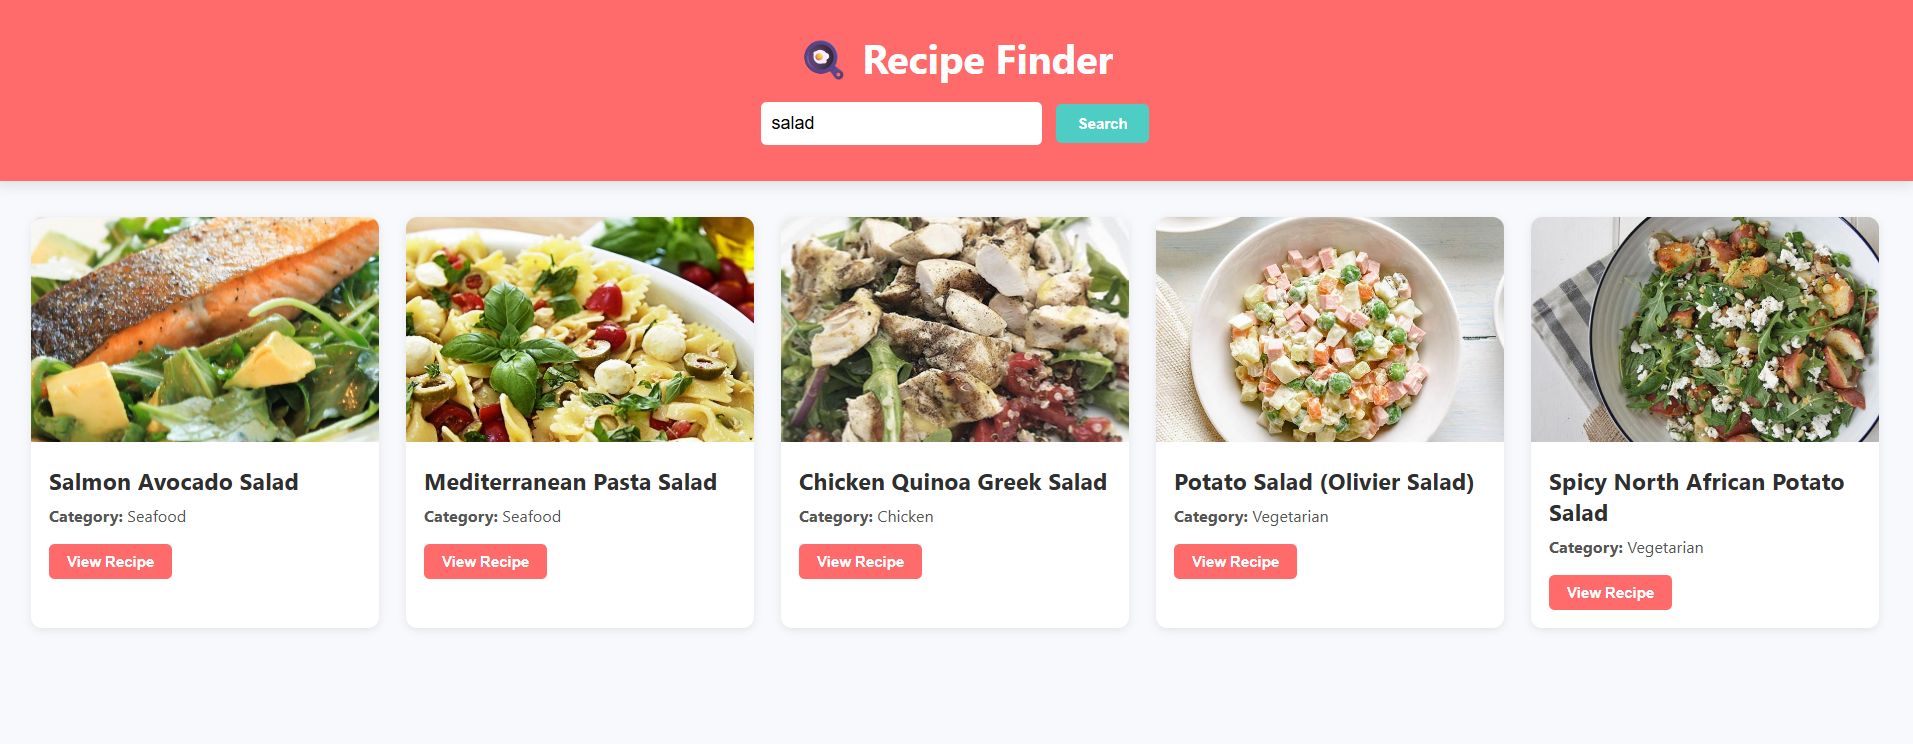 Recipe Finder
salad
Search
Salmon Avocado Salad
Category: Seafood
View Recipe
Mediterranean Pasta Salad
Category: Seafood
View Recipe
Chicken Quinoa Greek Salad
Category: Chicken
View Recipe
Potato Salad (Olivier Salad)
Category: Vegetarian
View Recipe
Spicy North African Potato
Salad
Category: Vegetarian
View Recipe